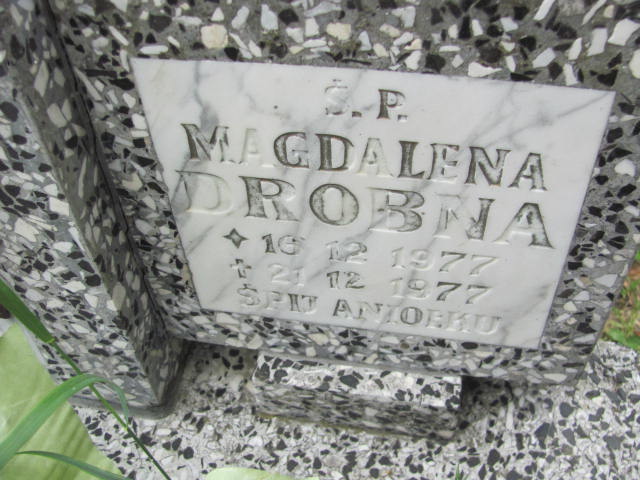 Ś.P.
MAGDALENA
DROBNA
✦ 16 12 1977
✝ 21 12 1977
ŚPIJ ANIOŁKU